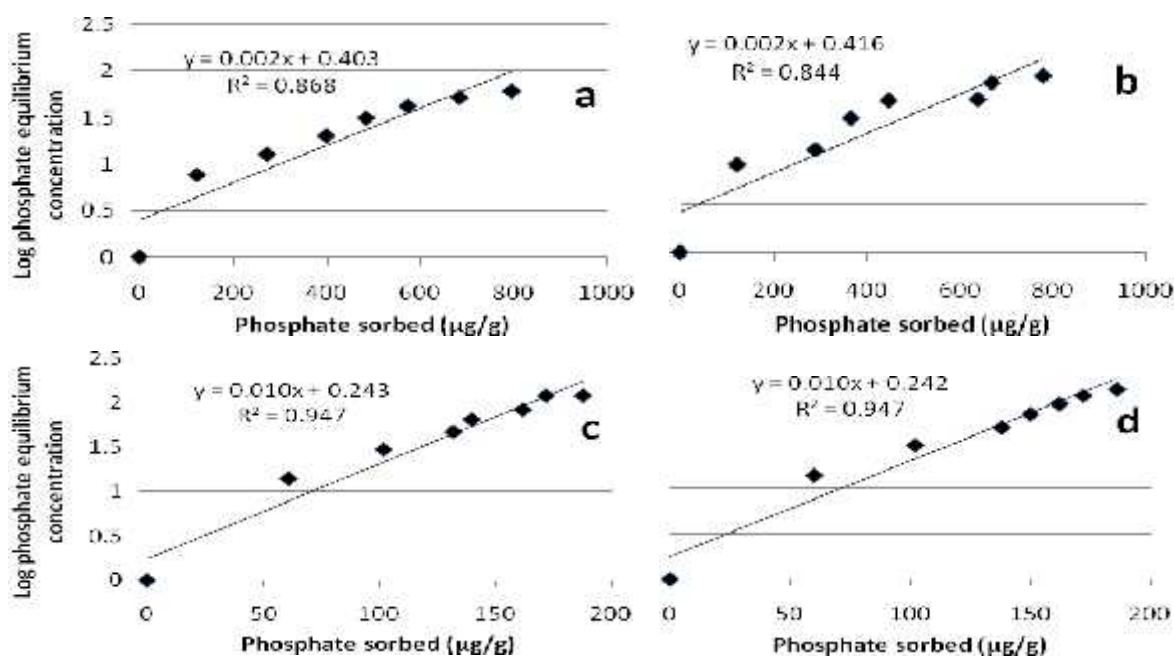 2.5
2
1.5
1
0.5
0
Log phosphate equilibrium
concentration
y = 0.002x + 0.403
R² = 0.868
a
0 200 400 600 800 1000
Phosphate sorbed (µg/g)
y = 0.002x + 0.416
R² = 0.844
b
0 200 400 600 800 1000
Phosphate sorbed (µg/g)
2.5
2
1.5
1
0.5
0
Log phosphate equilibrium
concentration
y = 0.010x + 0.243
R² = 0.947
c
0 50 100 150 200
Phosphate sorbed (µg/g)
y = 0.010x + 0.242
R² = 0.947
d
0 50 100 150 200
Phosphate sorbed (µg/g)